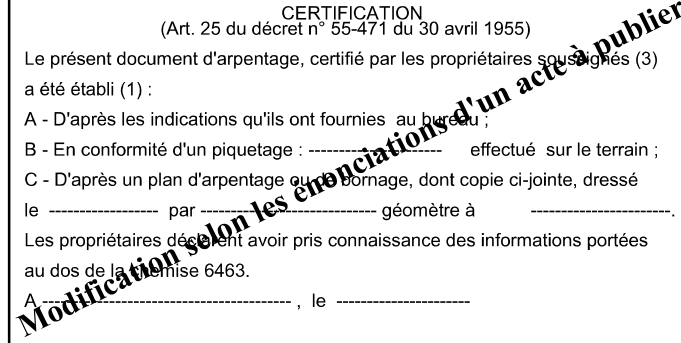 CERTIFICATION
(Art. 25 du décret n° 55-471 du 30 avril 1955)
Le présent document d'arpentage, certifié par les propriétaires soussignés (3)
a été établi (1) :
A - D'après les indications qu'ils ont fournies au bureau ;
B - En conformité d'un piquetage : ---------------------- effectué sur le terrain ;
C - D'après un plan d'arpentage ou de bornage, dont copie ci-jointe, dressé
le ------------------ par ----------------------------- géomètre à -----------------------.
Les propriétaires déclarent avoir pris connaissance des informations portées
au dos de la chemise 6463.
A ----------------------------------------- , le ----------------------
Modification selon les énonciations d'un acte à publier